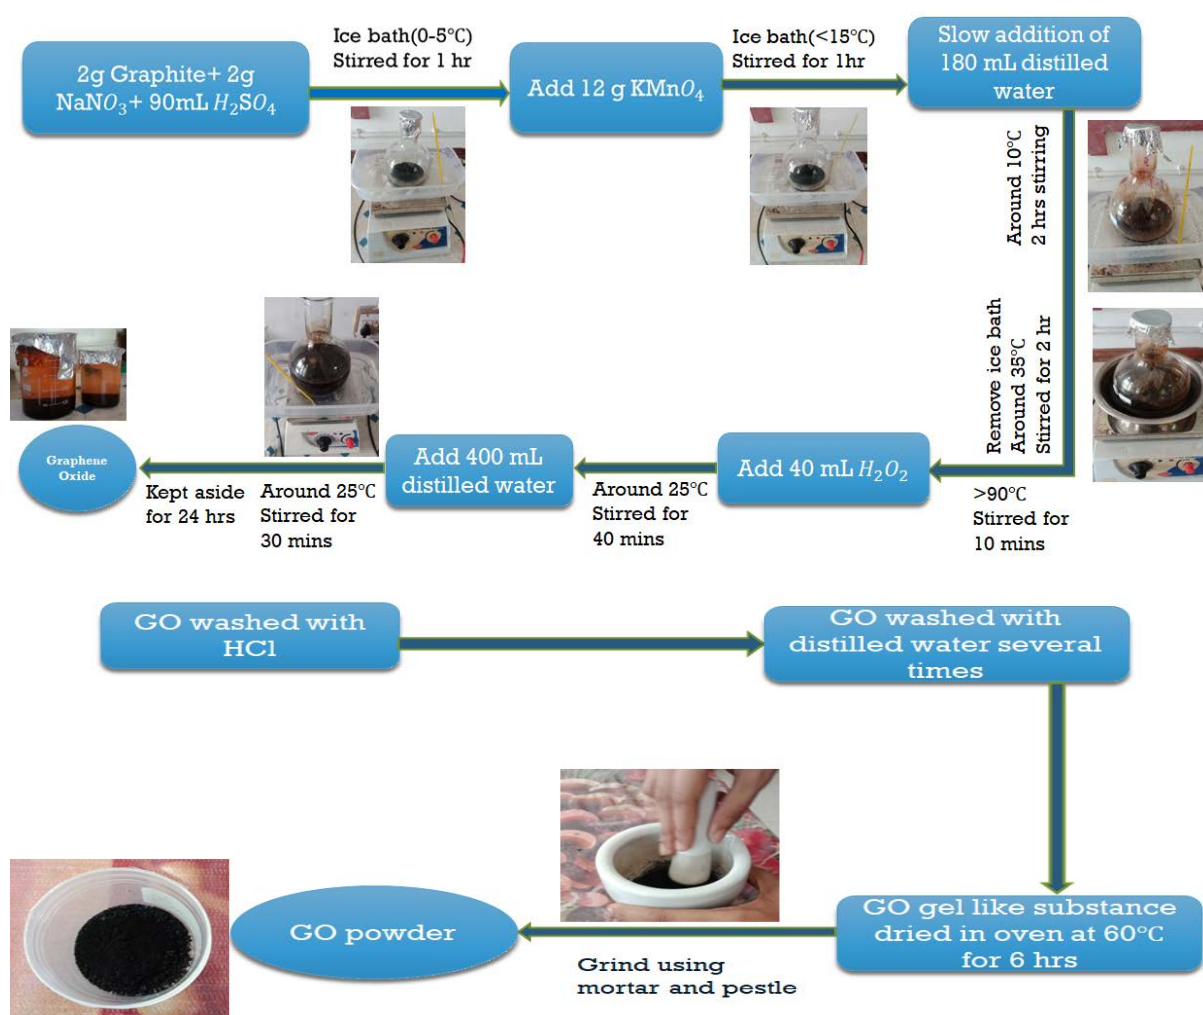 2g Graphite+ 2g
NaNO₃+ 90mL H₂SO₄
Ice bath(0-5°C)
Stirred for 1 hr
Add 12 g KMnO₄
Ice bath(<15°C)
Stirred for 1hr
Slow addition of
180 mL distilled
water
Around 10°C
2 hrs stirring
Remove ice bath
Around 35°C
Stirred for 2 hr
>90°C
Stirred for
10 mins
Add 40 mL H₂O₂
Around 25°C
Stirred for
40 mins
Add 400 mL
distilled water
Around 25°C
Stirred for
30 mins
Kept aside
for 24 hrs
Graphene
Oxide
GO washed with
HCl
GO washed with
distilled water several
times
GO gel like substance
dried in oven at 60°C
for 6 hrs
Grind using
mortar and pestle
GO powder